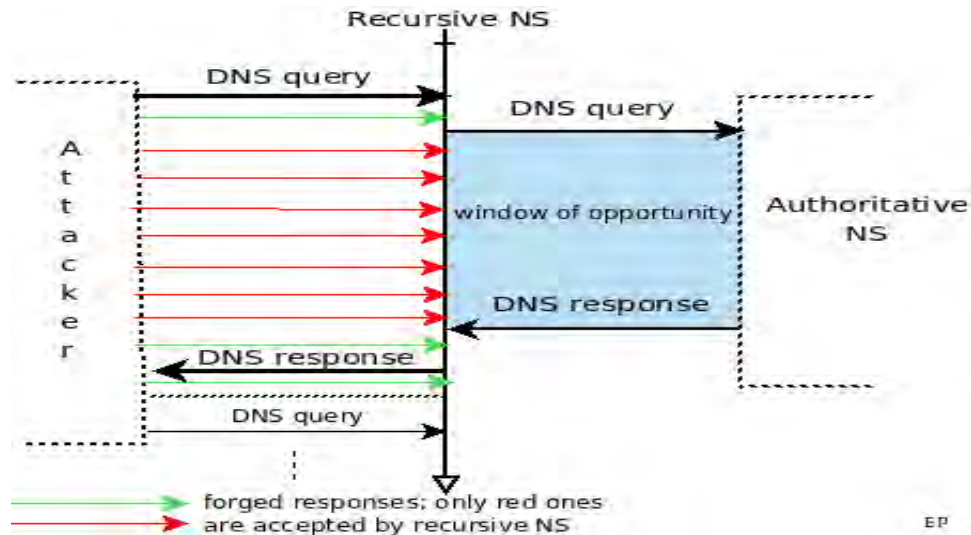 Recursive NS
DNS query
DNS query
Attacker
window of opportunity
Authoritative
NS
DNS response
DNS response
DNS query
forged responses; only red ones
are accepted by recursive NS
EP